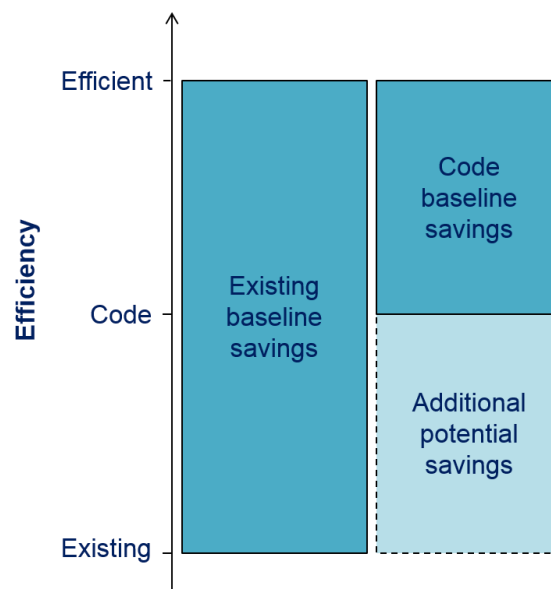 Efficient
Code
Existing
Efficiency
Existing
baseline
savings
Code
baseline
savings
Additional
potential
savings